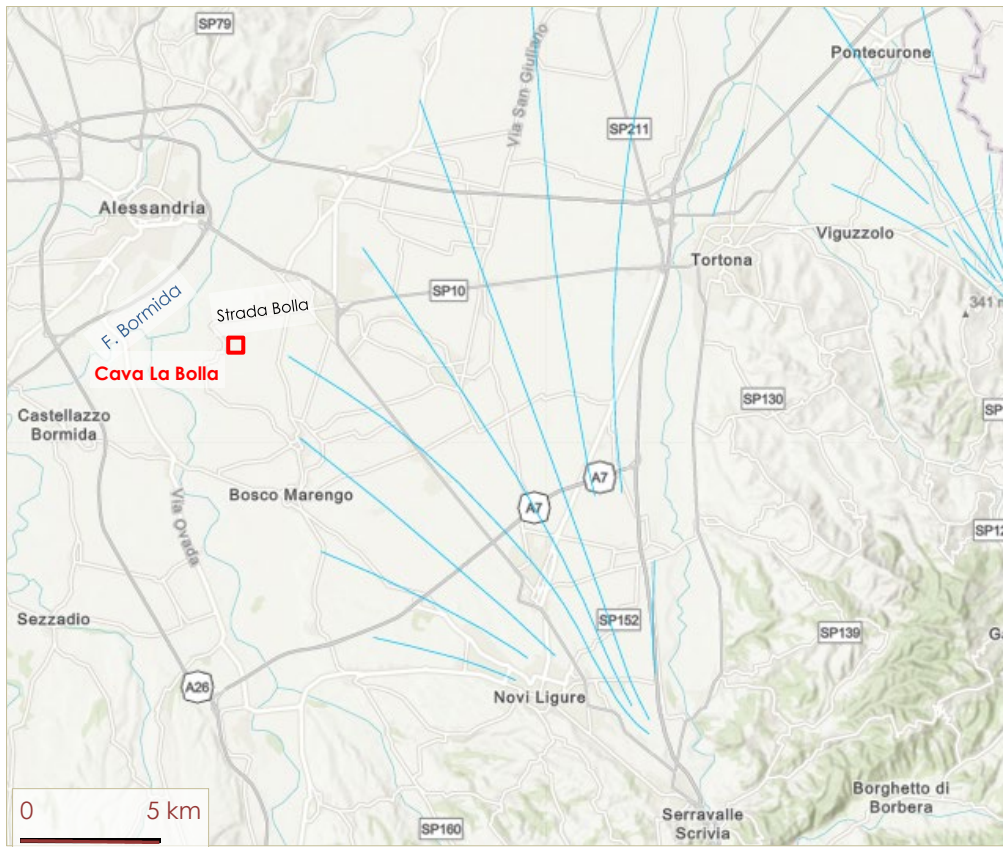 SP79
Via San Giuliano
Pontecurone
SP211
Alessandria
Viguzzolo
Tortona
SP10
341 m
F. Bormida
Strada Bolla
Cava La Bolla
SP130
SP
Castellazzo
Bormida
A7
A7
Bosco Marengo
Via Ovada
SP12
Sezzadio
SP152
SP139
G
A26
Novi Ligure
0 5 km
SP160
Serravalle
Scrivia
Borghetto di
Borbera